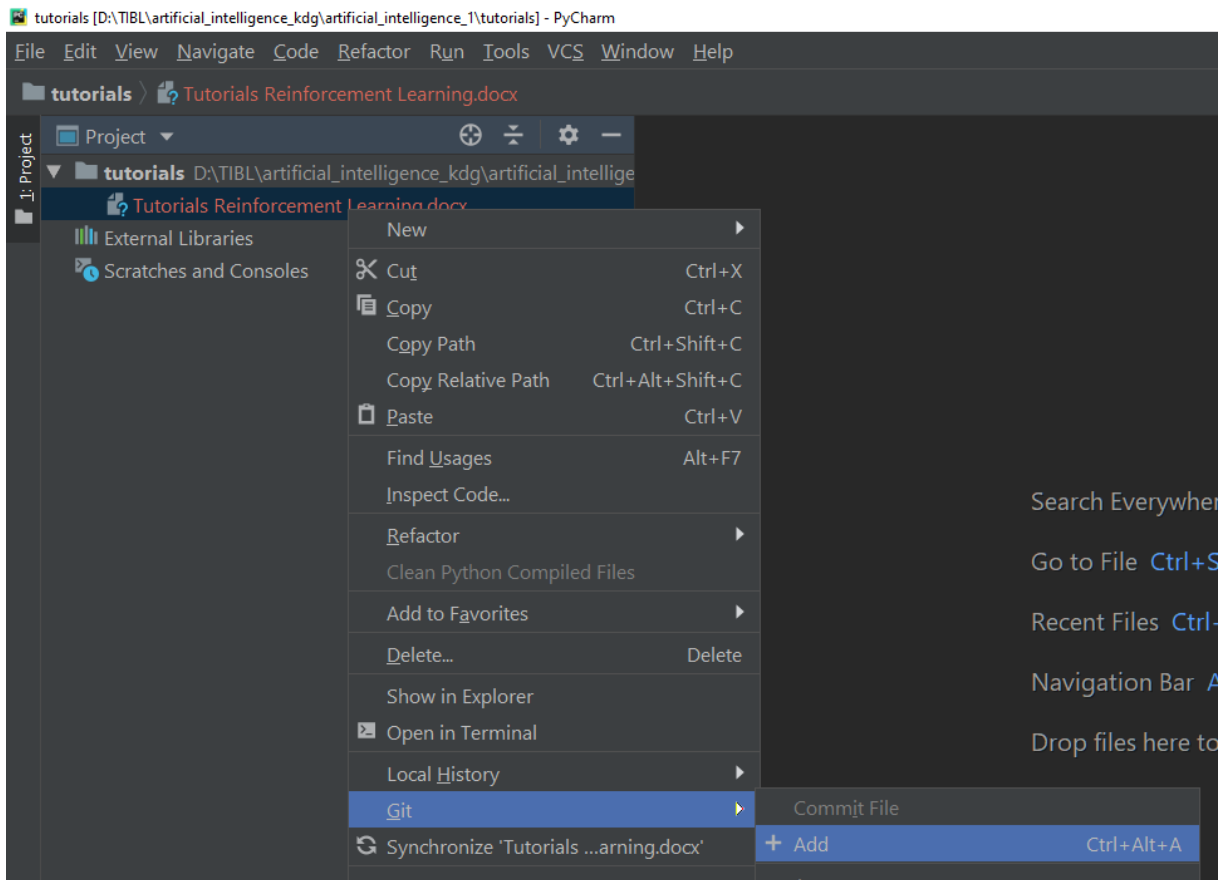 tutorials [D:\TIBL\artificial_intelligence_kdg\artificial_intelligence_1\tutorials] - PyCharm
File Edit View Navigate Code Refactor Run Tools VCS Window Help
tutorials Tutorials Reinforcement Learning.docx
1: Project
Project
tutorials D:\TIBL\artificial_intelligence_kdg\artificial_intellige
Tutorials Reinforcement Learning.docx
External Libraries
Scratches and Consoles
New
Cut Ctrl+X
Copy Ctrl+C
Copy Path Ctrl+Shift+C
Copy Relative Path Ctrl+Alt+Shift+C
Paste Ctrl+V
Find Usages Alt+F7
Inspect Code...
Refactor
Clean Python Compiled Files
Add to Favorites
Delete... Delete
Show in Explorer
Open in Terminal
Local History
Git
Synchronize 'Tutorials ...arning.docx'
Commit File
Add Ctrl+Alt+A
Search Everywher
Go to File Ctrl+S
Recent Files Ctrl+
Navigation Bar A
Drop files here to